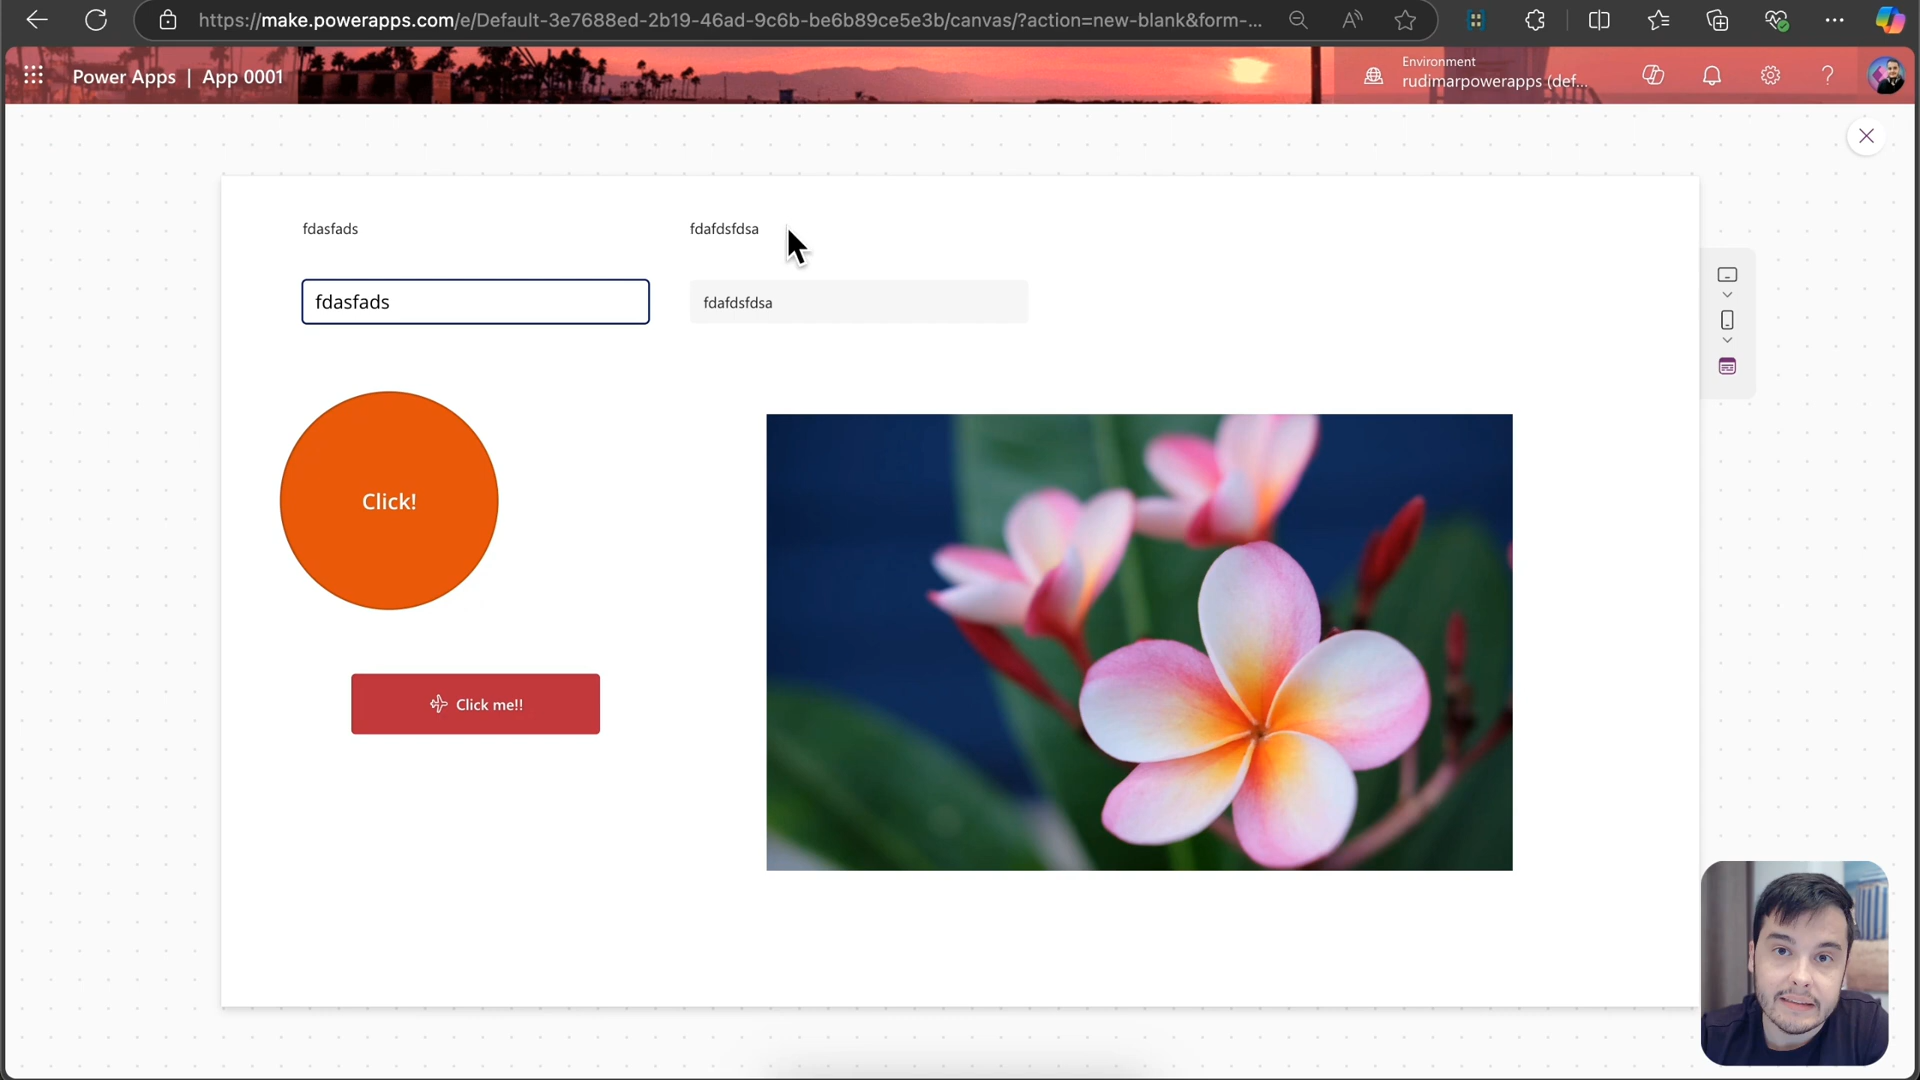 https://make.powerapps.com/e/Default-3e7688ed-2b19-46ad-9c6b-be6b89ce5e3b/canvas/?action=new-blank&form-...
Power Apps | App 0001
Environment
rudimarpowerapps (def...
fdasfads
fdafdsfdsa
fdasfads
fdafdsfdsa
Click!
Click me!!